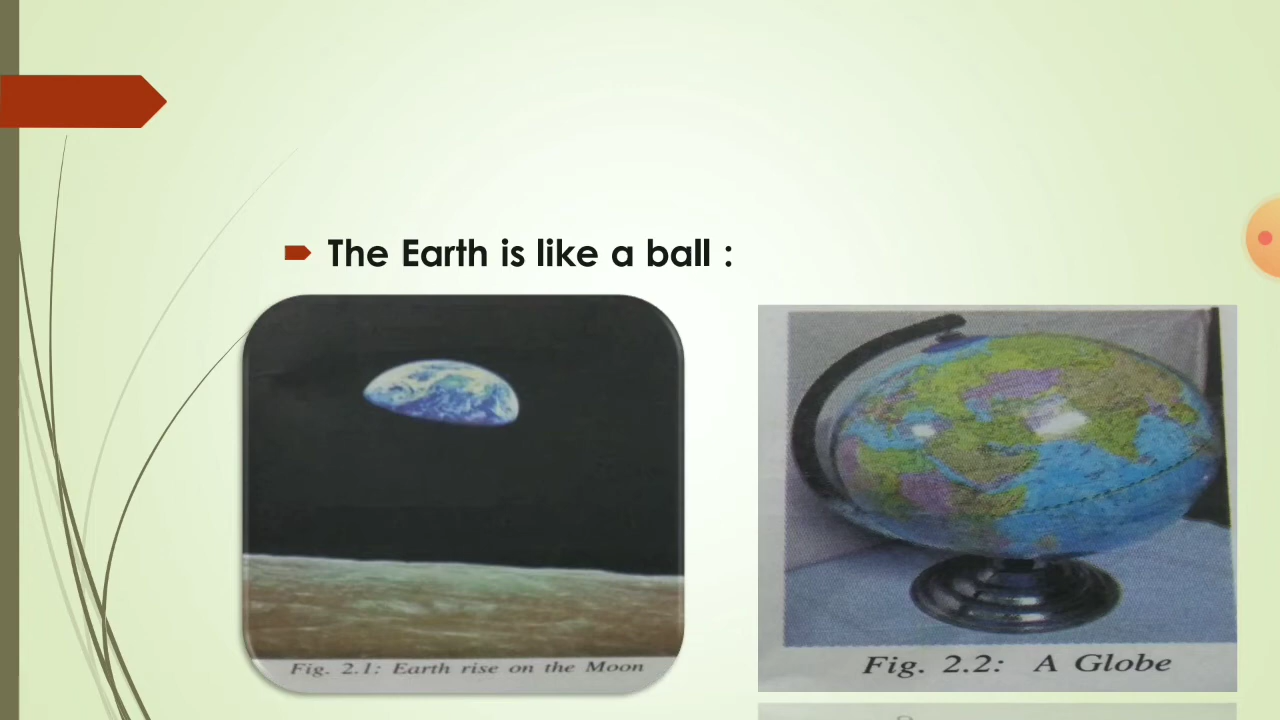 The Earth is like a ball :
Fig. 2.1: Earth rise on the Moon
Fig. 2.2: A Globe